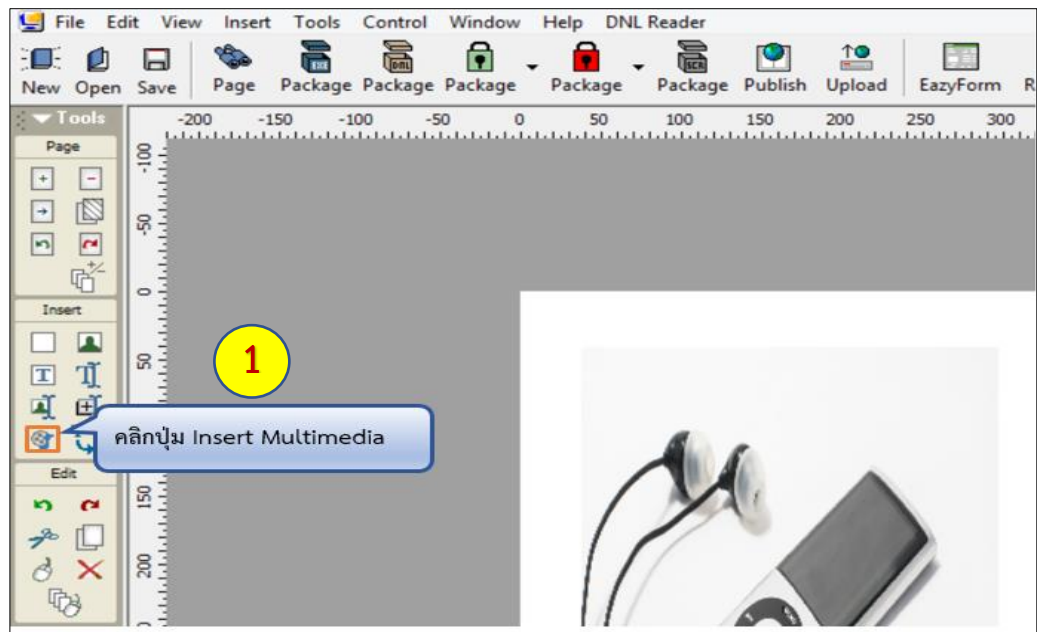 File Edit View Insert Tools Control Window Help DNL Reader
New Open Save Page Package Package Package Package Package Publish Upload EazyForm R
Tools
-200 -150 -100 -50 0 50 100 150 200 250 300
Page
-100
-50
0
Insert
50
1
T T
คลิกปุ่ม Insert Multimedia
Edit
150
200